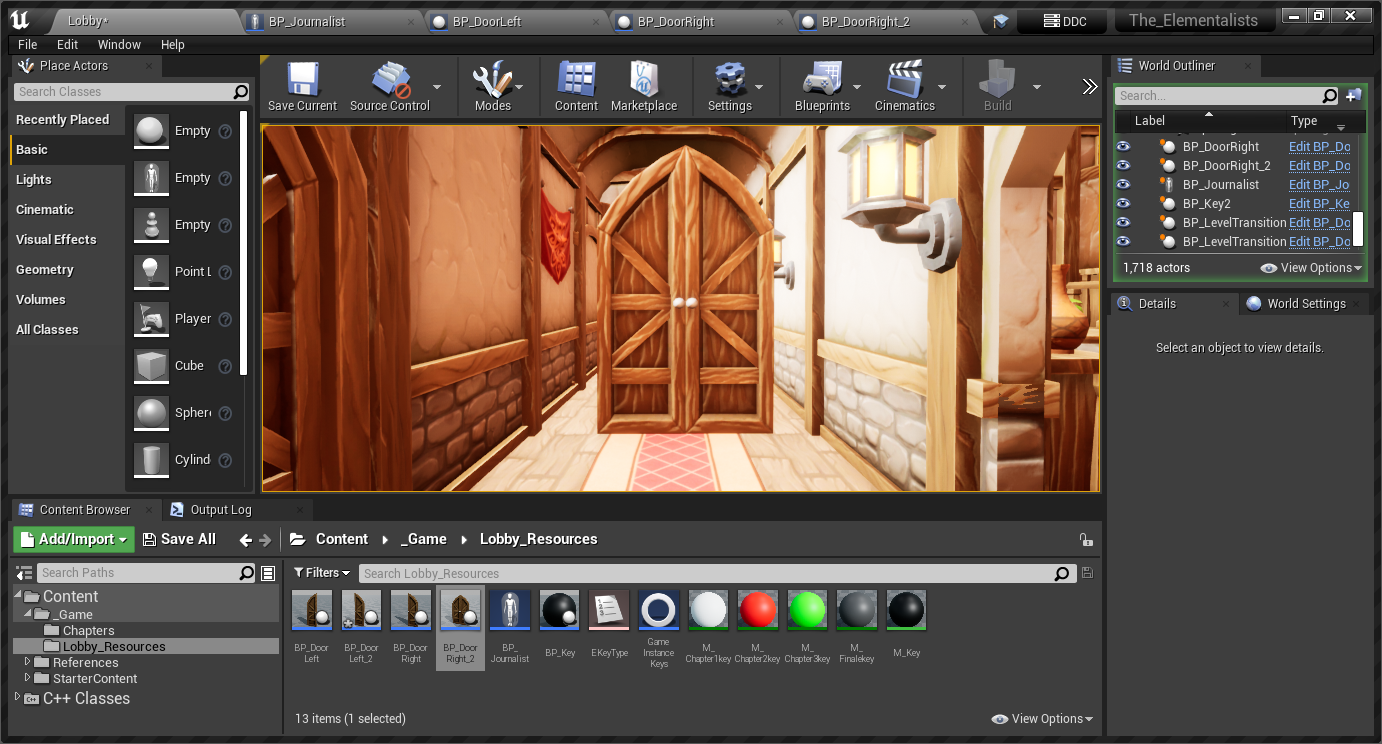 Lobby*
BP_Journalist
BP_DoorLeft
BP_DoorRight
BP_DoorRight_2
DDC
The_Elementalists
File Edit Window Help
Place Actors
Search Classes
Recently Placed
Basic
Lights
Cinematic
Visual Effects
Geometry
Volumes
All Classes
Empty
Empty
Empty
Point L
Player
Cube
Sphere
Cylind
Save Current
Source Control
Modes
Content
Marketplace
Settings
Blueprints
Cinematics
Build
World Outliner
Search...
Label Type
BP_DoorRight Edit BP_Do
BP_DoorRight_2 Edit BP_Do
BP_Journalist Edit BP_Jo
BP_Key2 Edit BP_Ke
BP_LevelTransition Edit BP_Do
BP_LevelTransition Edit BP_Do
1,718 actors View Options
Details
World Settings
Select an object to view details.
Content Browser
Output Log
Add/Import
Save All
Content
_Game
Lobby_Resources
Search Paths
Filters
Search Lobby_Resources
Content
_Game
Chapters
Lobby_Resources
References
StarterContent
C++ Classes
BP_Door
Left
BP_Door
Left_2
BP_Door
Right
BP_Door
Right_2
BP_
Journalist
BP_Key
EKeyType
Game
Instance
Keys
M_
Chapter1key
M_
Chapter2key
M_
Chapter3key
M_
Finalekey
M_Key
13 items (1 selected)
View Options